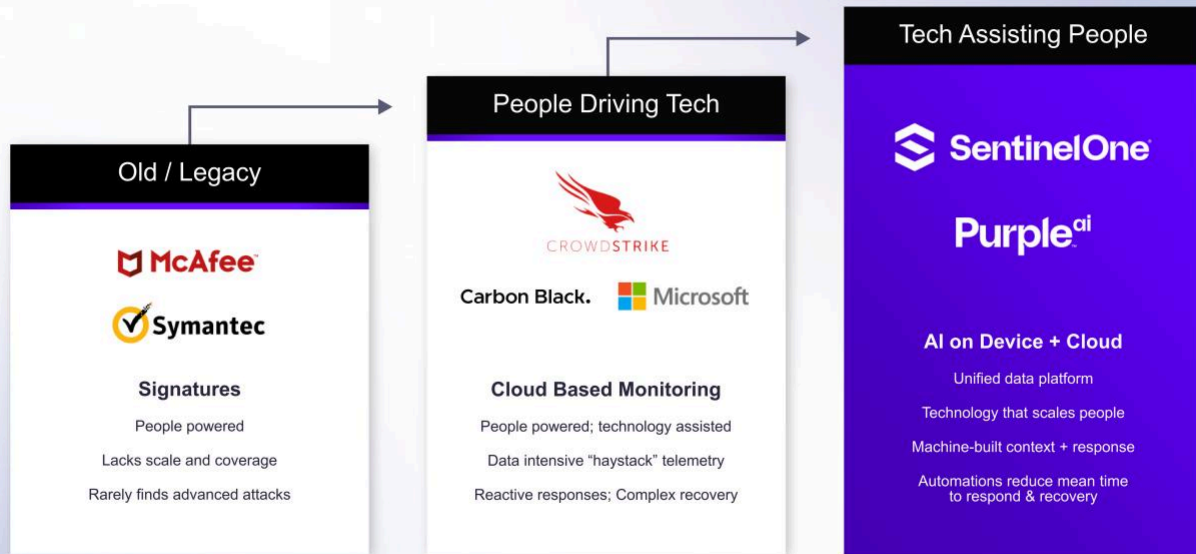 Old / Legacy
McAfee™
Symantec
Signatures
People powered
Lacks scale and coverage
Rarely finds advanced attacks
People Driving Tech
CROWDSTRIKE
Carbon Black.
Microsoft
Cloud Based Monitoring
People powered; technology assisted
Data intensive “haystack” telemetry
Reactive responses; Complex recovery
Tech Assisting People
SentinelOne
Purple ai
AI on Device + Cloud
Unified data platform
Technology that scales people
Machine-built context + response
Automations reduce mean time
to respond & recovery